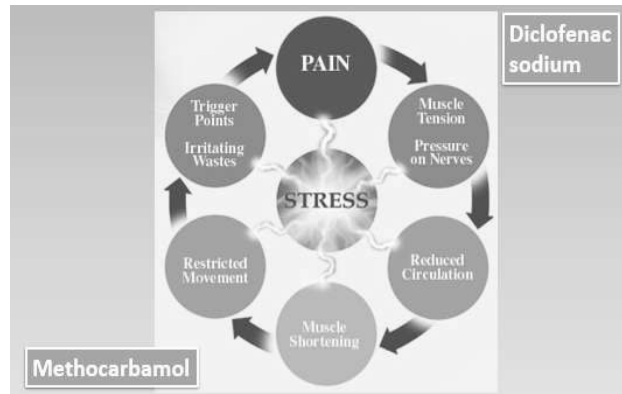 PAIN
Diclofenac
sodium
Muscle
Tension
Pressure
on Nerves
Reduced
Circulation
Muscle
Shortening
Restricted
Movement
Trigger
Points
Irritating
Wastes
STRESS
Methocarbamol